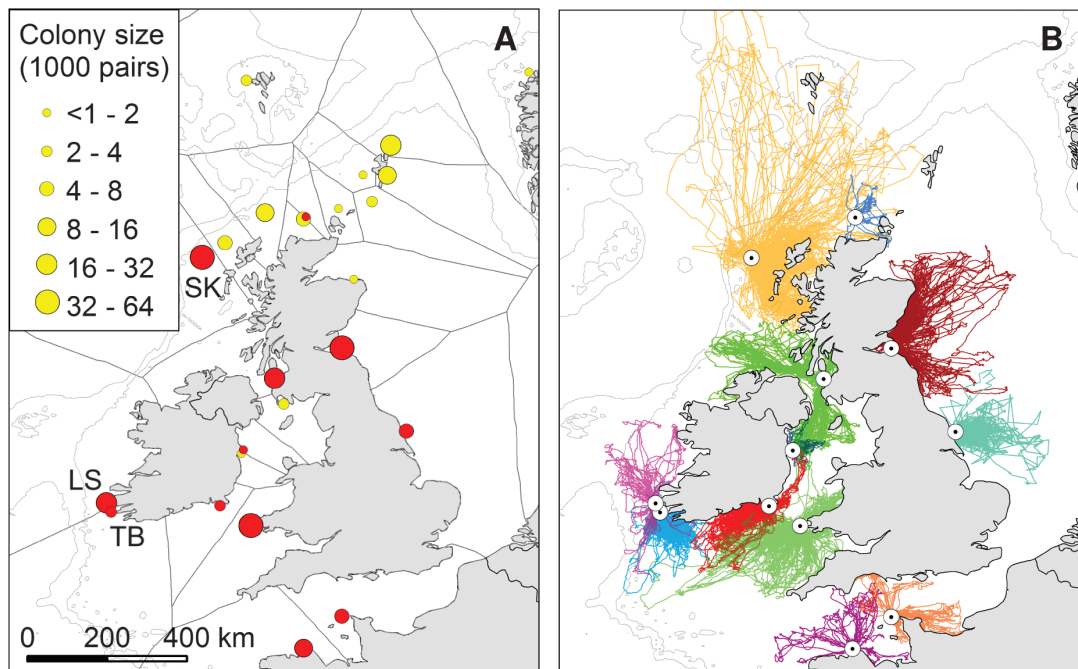 Colony size
(1000 pairs)
<1 - 2
2 - 4
4 - 8
8 - 16
16 - 32
32 - 64
A
B
SK
LS
TB
0 200 400 km